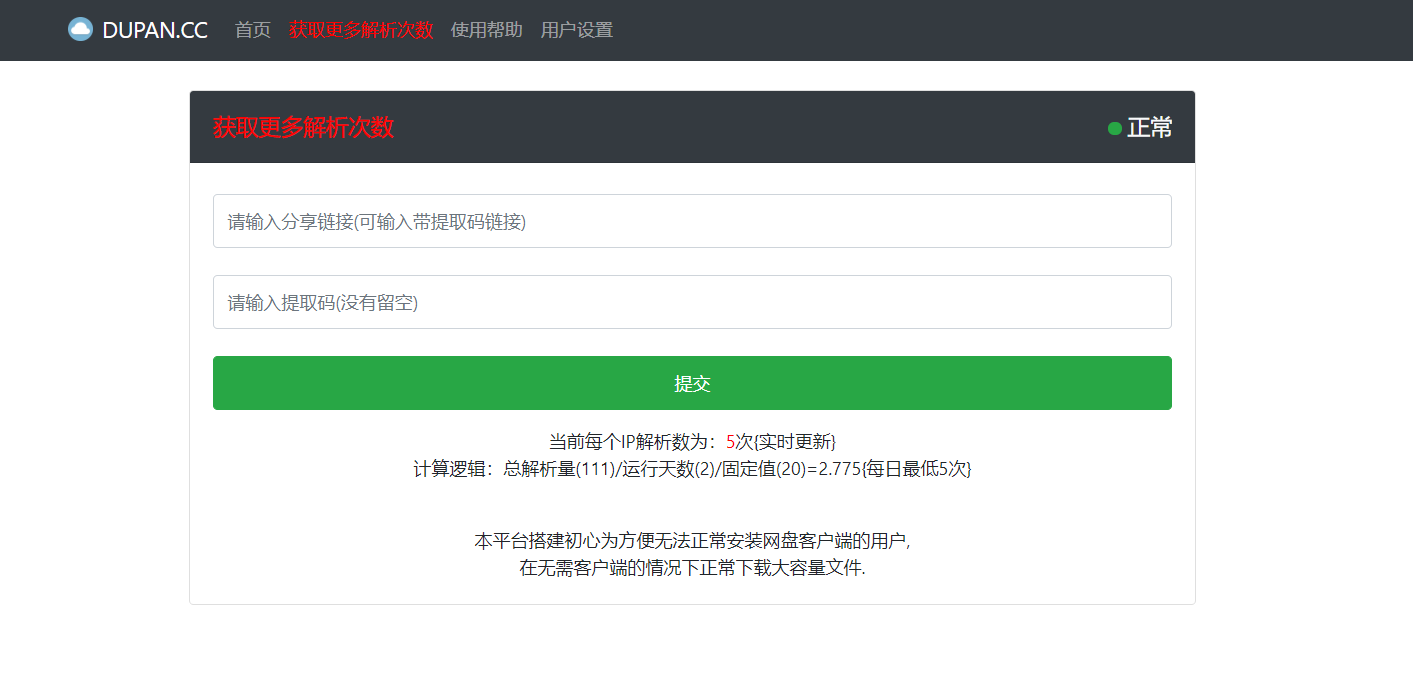 DUPAN.CC 首页 获取更多解析次数 使用帮助 用户设置
获取更多解析次数 正常
请输入分享链接(可输入带提取码链接)
请输入提取码(没有留空)
提交
当前每个IP解析数为：5次{实时更新}
计算逻辑：总解析量(111)/运行天数(2)/固定值(20)=2.775{每日最低5次}
本平台搭建初心为方便无法正常安装网盘客户端的用户,
在无需客户端的情况下正常下载大容量文件.